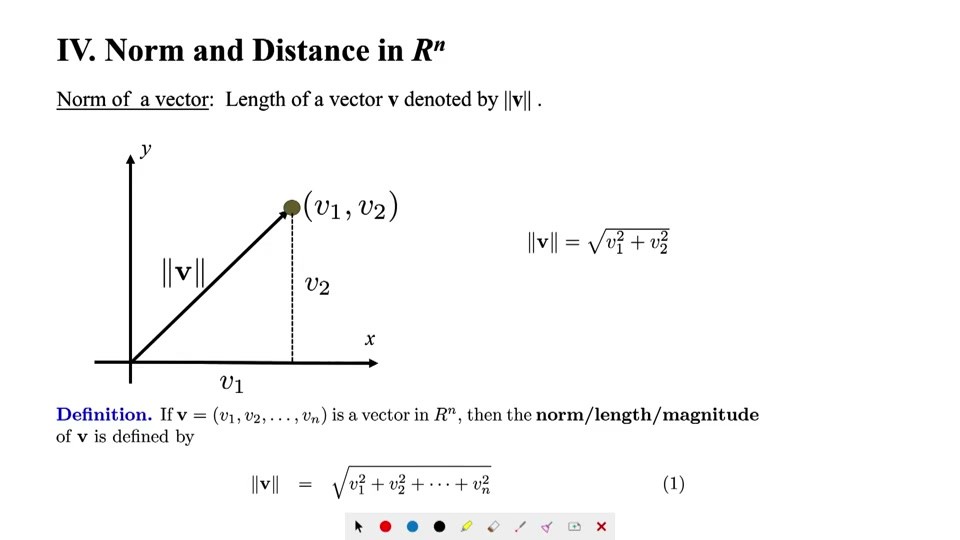 IV. Norm and Distance in Rⁿ
Norm of a vector: Length of a vector v denoted by ‖v‖ .
y
(v₁, v₂)
‖v‖ = √(v₁² + v₂²)
‖v‖
v₂
x
v₁
Definition. If v = (v₁, v₂, . . . , vₙ) is a vector in Rⁿ, then the norm/length/magnitude
of v is defined by
‖v‖ = √(v₁² + v₂² + · · · + vₙ²) (1)